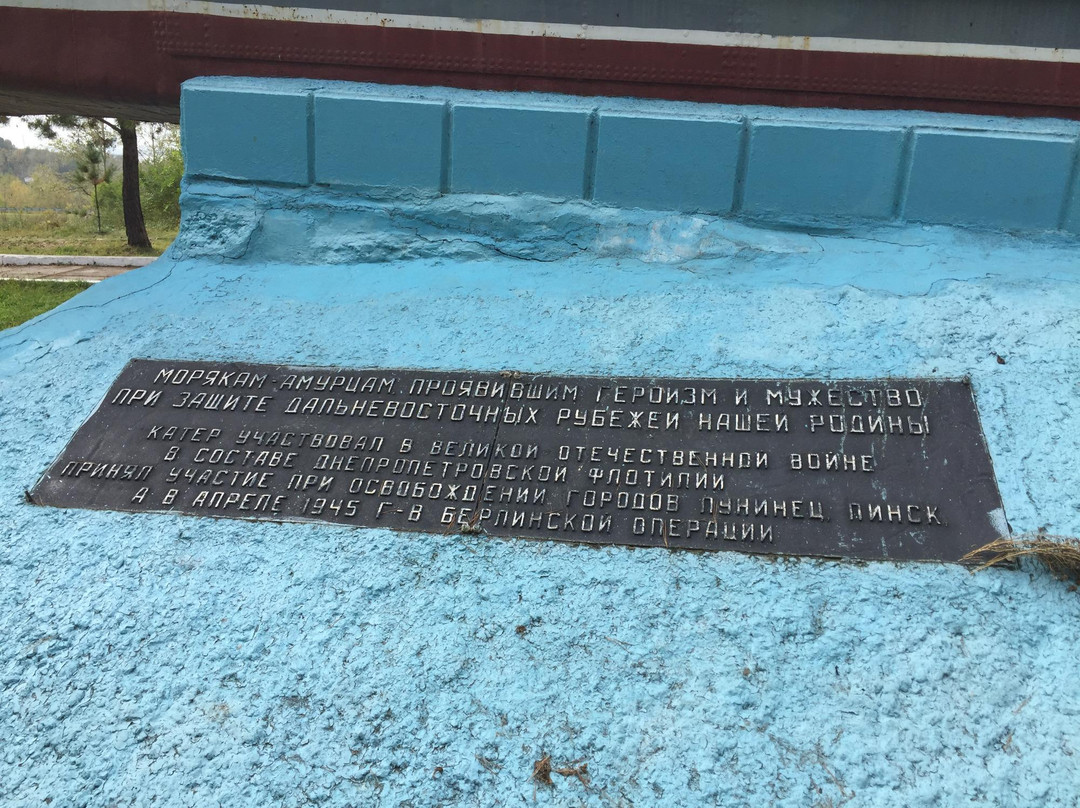 МОРЯКАМ-АМУРЦАМ, ПРОЯВИВШИМ ГЕРОИЗМ И МУЖЕСТВО
ПРИ ЗАЩИТЕ ДАЛЬНЕВОСТОЧНЫХ РУБЕЖЕЙ НАШЕЙ РОДИНЫ
КАТЕР УЧАСТВОВАЛ В ВЕЛИКОЙ ОТЕЧЕСТВЕННОЙ ВОЙНЕ
В СОСТАВЕ ДНЕПРОПЕТРОВСКОЙ ФЛОТИЛИИ
ПРИНЯЛ УЧАСТИЕ ПРИ ОСВОБОЖДЕНИИ ГОРОДОВ ЛУНИНЕЦ, ПИНСК,
А В АПРЕЛЕ 1945 Г-В БЕРЛИНСКОЙ ОПЕРАЦИИ